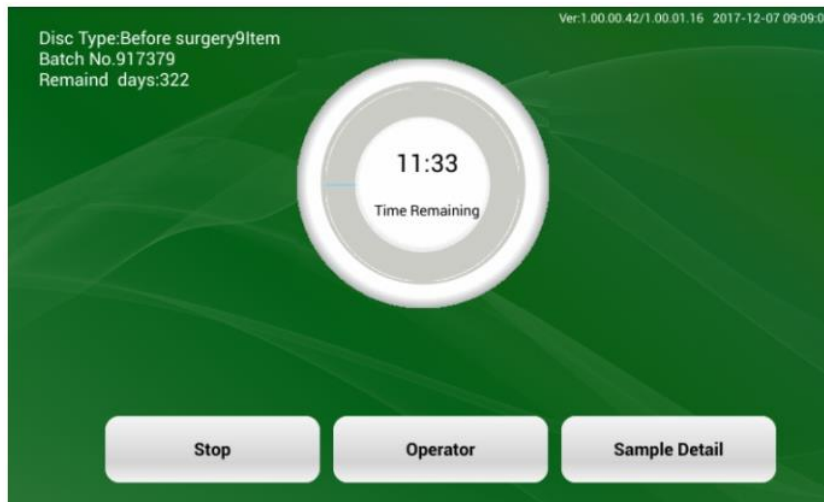 Ver:1.00.00.42/1.00.01.16 2017-12-07 09:09:0
Disc Type:Before surgery9Item
Batch No.917379
Remaind days:322
11:33
Time Remaining
Stop
Operator
Sample Detail